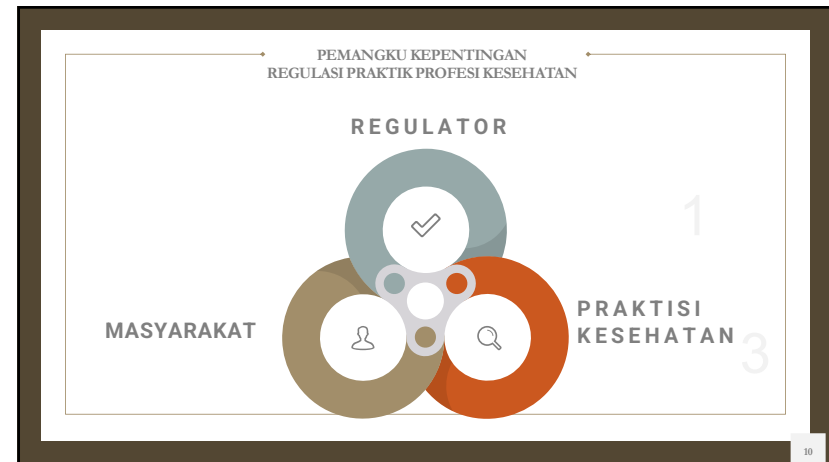 PEMANGKU KEPENTINGAN
REGULASI PRAKTIK PROFESI KESEHATAN
REGULATOR
1
MASYARAKAT
PRAKTISI
KESEHATAN
3
10